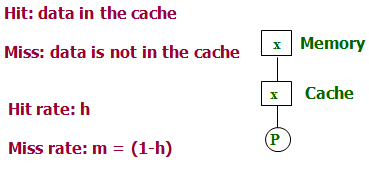 Hit: data in the cache
Miss: data is not in the cache
Hit rate: h
Miss rate: m = (1-h)
x Memory
x Cache
P